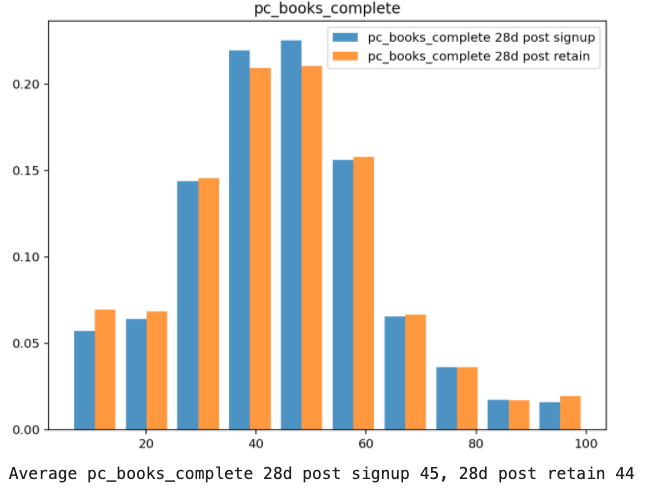 pc_books_complete
pc_books_complete 28d post signup
pc_books_complete 28d post retain
0.20
0.15
0.10
0.05
0.00
20 40 60 80 100
Average pc_books_complete 28d post signup 45, 28d post retain 44